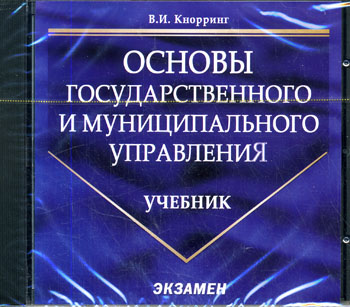 В.И. Кнорринг
ОСНОВЫ
ГОСУДАРСТВЕННОГО
И МУНИЦИПАЛЬНОГО
УПРАВЛЕНИЯ
УЧЕБНИК
ЭКЗАМЕН